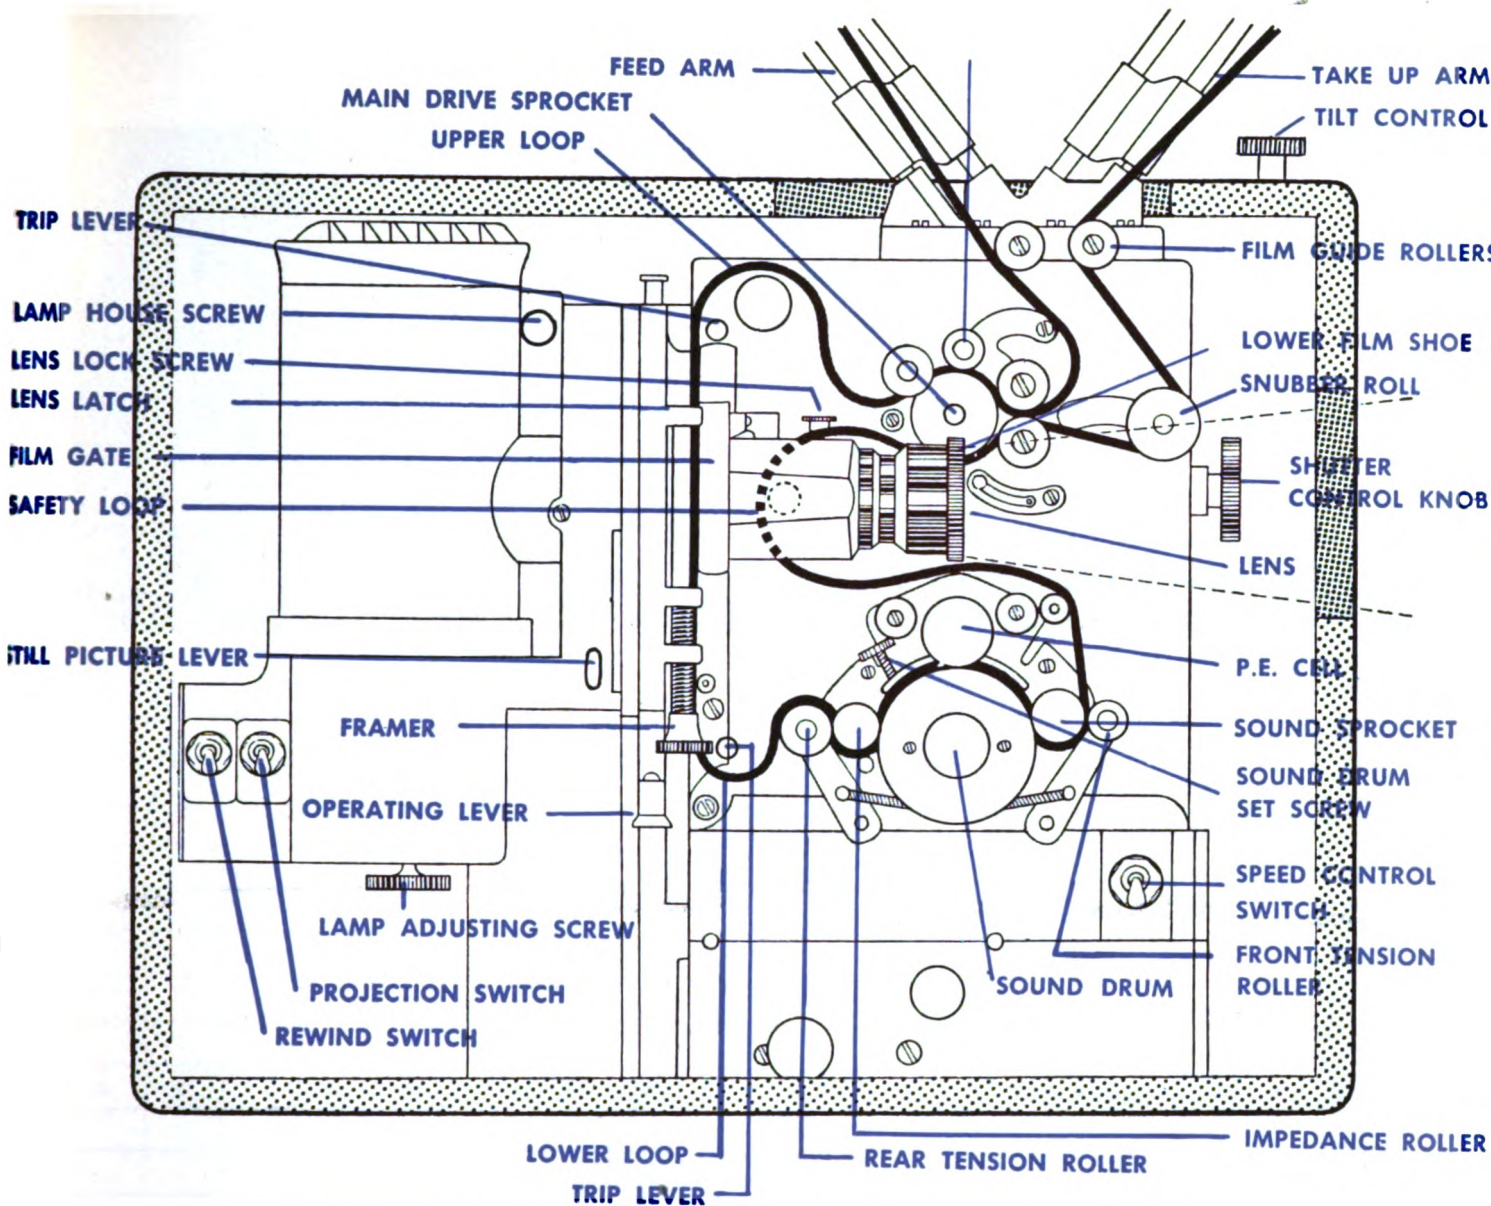 FEED ARM
MAIN DRIVE SPROCKET
UPPER LOOP
TAKE UP ARM
TILT CONTROL
TRIP LEVER
FILM GUIDE ROLLERS
LAMP HOUSE SCREW
LENS LOCK SCREW
LENS LATCH
FILM GATE
SAFETY LOOP
LOWER FILM SHOE
SNUBBER ROLL
SHUTTER
CONTROL KNOB
LENS
STILL PICTURE LEVER
P.E. CELL
FRAMER
SOUND SPROCKET
SOUND DRUM
SET SCREW
OPERATING LEVER
SPEED CONTROL
SWITCH
LAMP ADJUSTING SCREW
FRONT TENSION
ROLLER
PROJECTION SWITCH
SOUND DRUM
REWIND SWITCH
LOWER LOOP
REAR TENSION ROLLER
IMPEDANCE ROLLER
TRIP LEVER